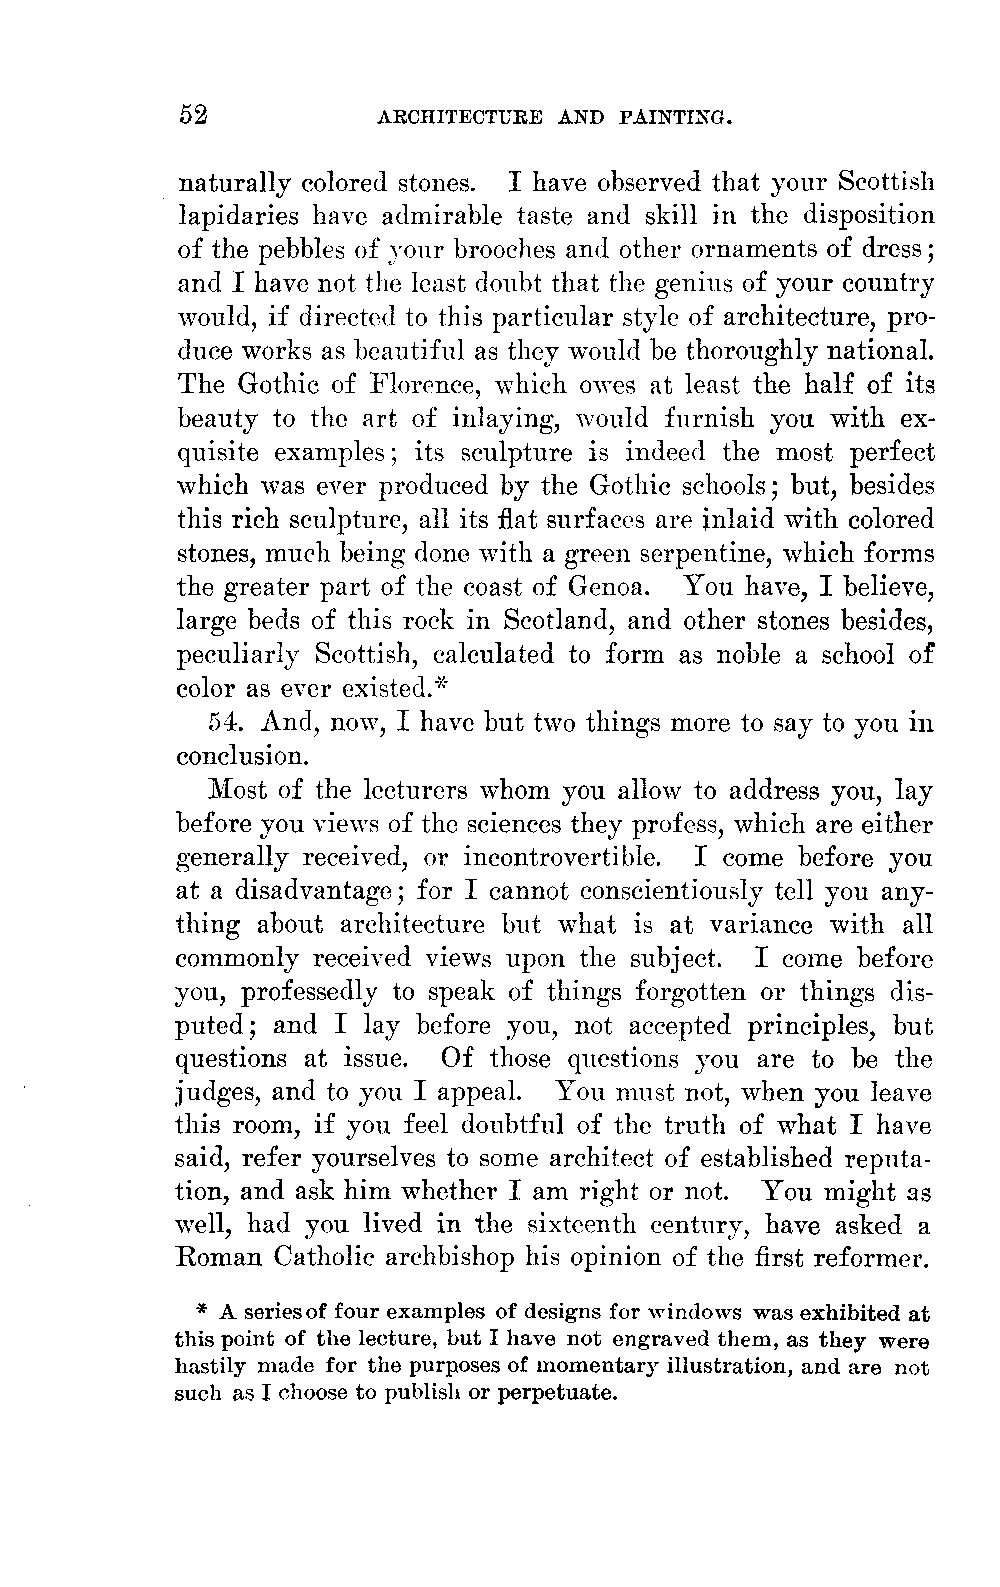 52 ARCHITECTURE AND PAINTING.
naturally colored stones. I have observed that your Scottish
lapidaries have admirable taste and skill in the disposition
of the pebbles of your brooches and other ornaments of dress;
and I have not the least doubt that the genius of your country
would, if directed to this particular style of architecture, pro-
duce works as beautiful as they would be thoroughly national.
The Gothic of Florence, which owes at least the half of its
beauty to the art of inlaying, would furnish you with ex-
quisite examples; its sculpture is indeed the most perfect
which was ever produced by the Gothic schools; but, besides
this rich sculpture, all its flat surfaces are inlaid with colored
stones, much being done with a green serpentine, which forms
the greater part of the coast of Genoa. You have, I believe,
large beds of this rock in Scotland, and other stones besides,
peculiarly Scottish, calculated to form as noble a school of
color as ever existed.*
54. And, now, I have but two things more to say to you in
conclusion.
Most of the lecturers whom you allow to address you, lay
before you views of the sciences they profess, which are either
generally received, or incontrovertible. I come before you
at a disadvantage; for I cannot conscientiously tell you any-
thing about architecture but what is at variance with all
commonly received views upon the subject. I come before
you, professedly to speak of things forgotten or things dis-
puted; and I lay before you, not accepted principles, but
questions at issue. Of those questions you are to be the
judges, and to you I appeal. You must not, when you leave
this room, if you feel doubtful of the truth of what I have
said, refer yourselves to some architect of established reputa-
tion, and ask him whether I am right or not. You might as
well, had you lived in the sixteenth century, have asked a
Roman Catholic archbishop his opinion of the first reformer.
* A series of four examples of designs for windows was exhibited at
this point of the lecture, but I have not engraved them, as they were
hastily made for the purposes of momentary illustration, and are not
such as I choose to publish or perpetuate.